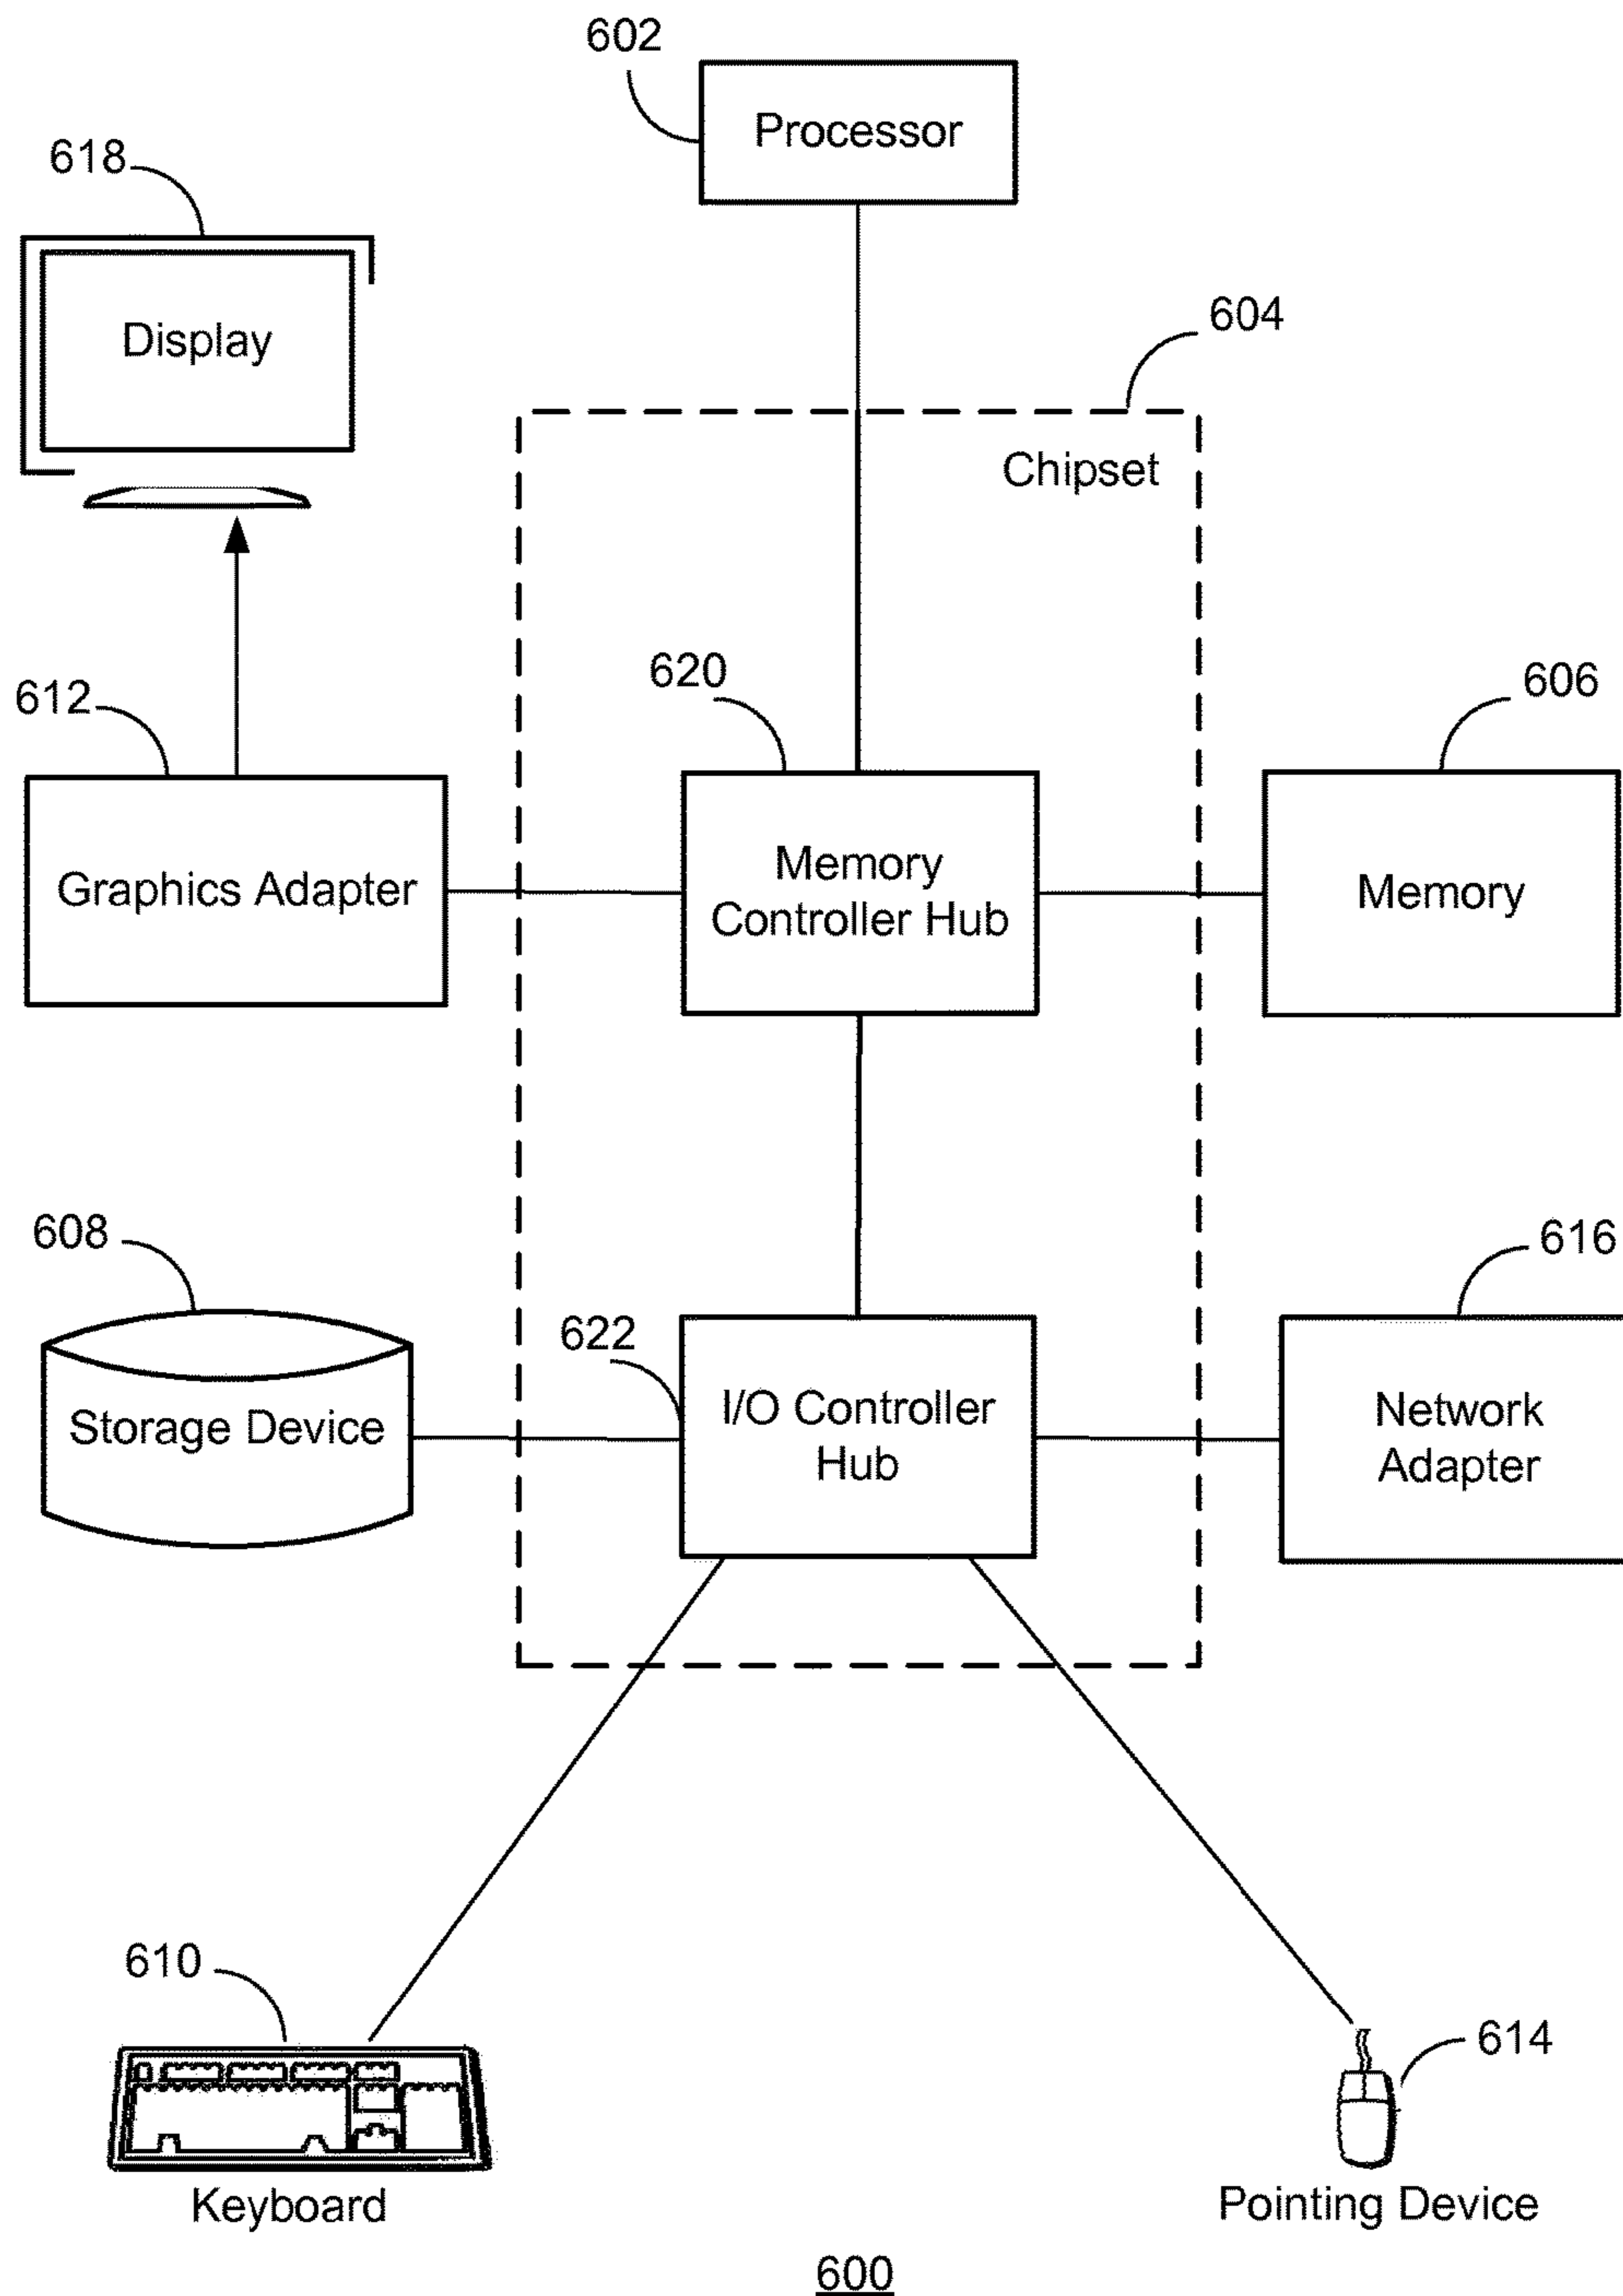 602
Processor
618
Display
604
Chipset
620
612
606
Graphics Adapter
Memory
Controller Hub
Memory
608
616
622
Storage Device
I/O Controller
Hub
Network
Adapter
610
614
Keyboard
Pointing Device
600